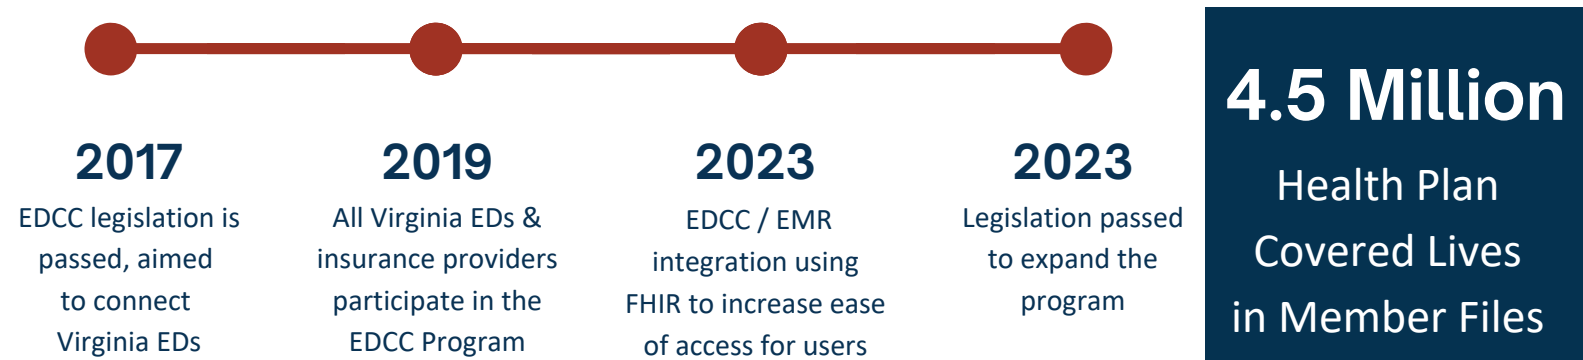 2017
EDCC legislation is
passed, aimed
to connect
Virginia EDs
2019
All Virginia EDs &
insurance providers
participate in the
EDCC Program
2023
EDCC / EMR
integration using
FHIR to increase ease
of access for users
2023
Legislation passed
to expand the
program
4.5 Million
Health Plan
Covered Lives
in Member Files